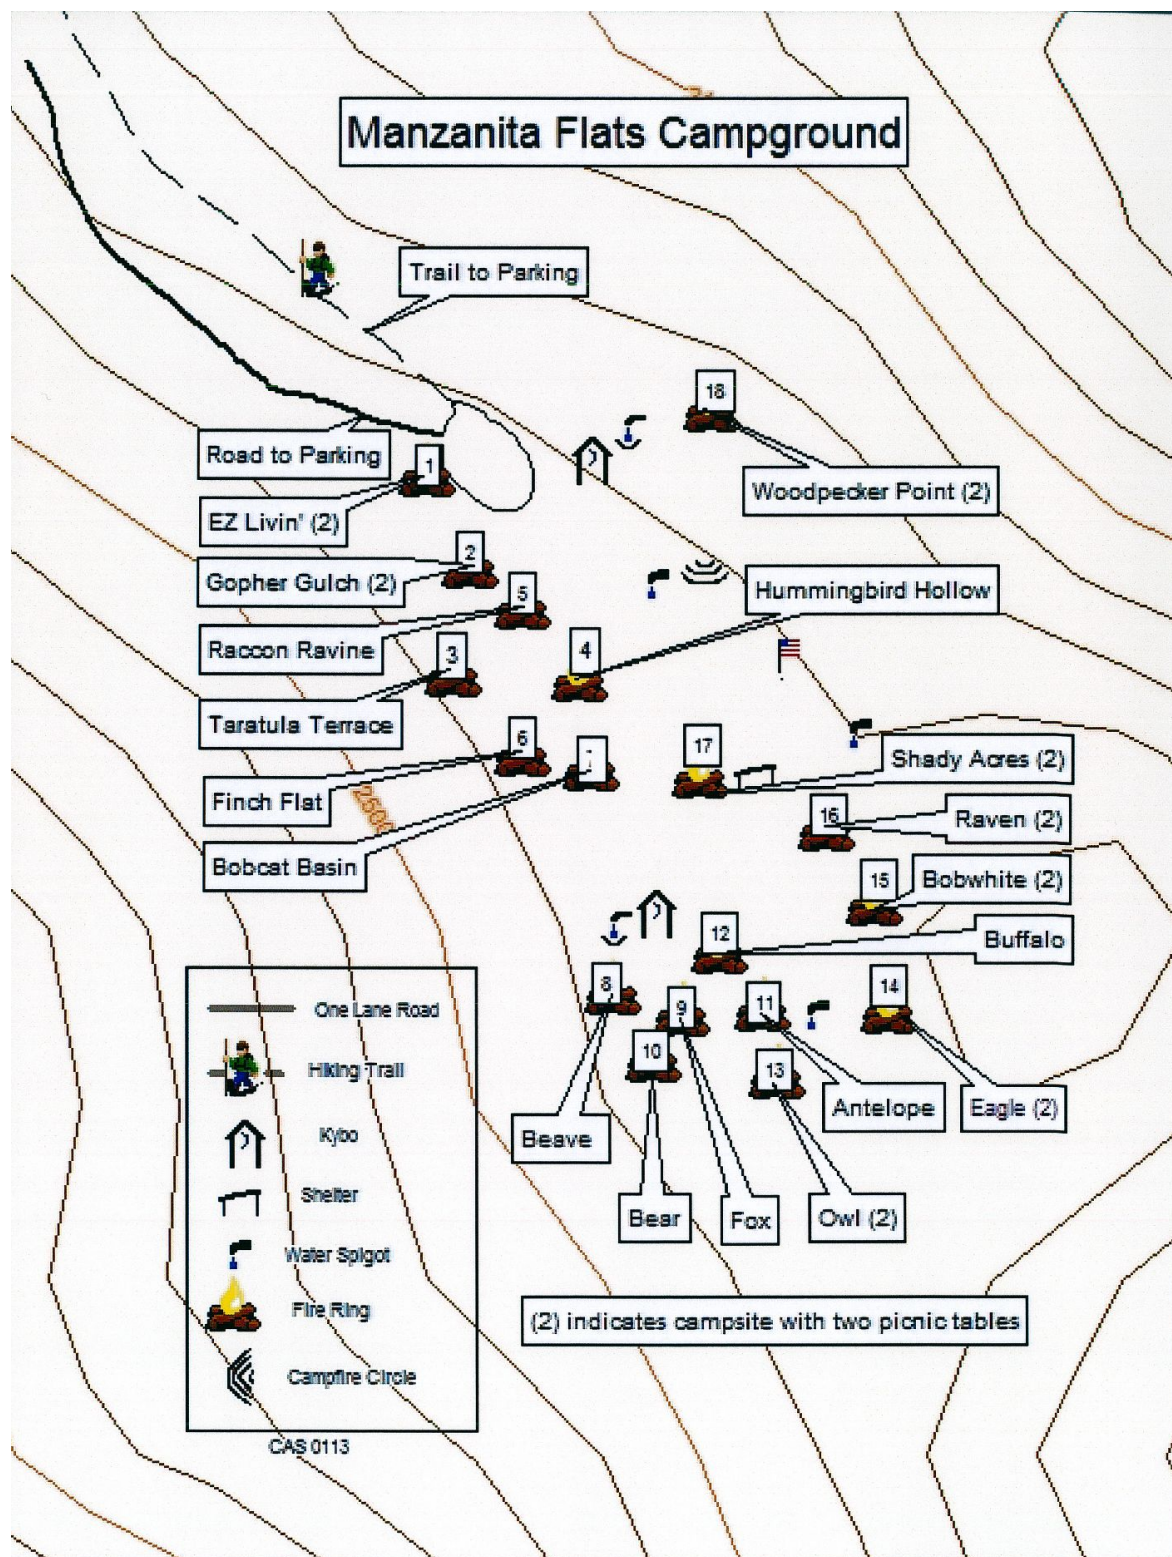 Manzanita Flats Campground
Trail to Parking
18
Road to Parking
1
Woodpecker Point (2)
EZ Livin' (2)
2
Gopher Gulch (2)
Hummingbird Hollow
5
Raccon Ravine
3
4
Taratula Terrace
6
17
Shady Acres (2)
Finch Flat
2600
16
Raven (2)
Bobcat Basin
15
Bobwhite (2)
12
Buffalo
8
9
11
14
10
13
Antelope
Eagle (2)
Beave
Bear
Fox
Owl (2)
One Lane Road
Hiking Trail
Kybo
Shelter
Water Spigot
Fire Ring
Campfire Circle
(2) indicates campsite with two picnic tables
CAS 0113